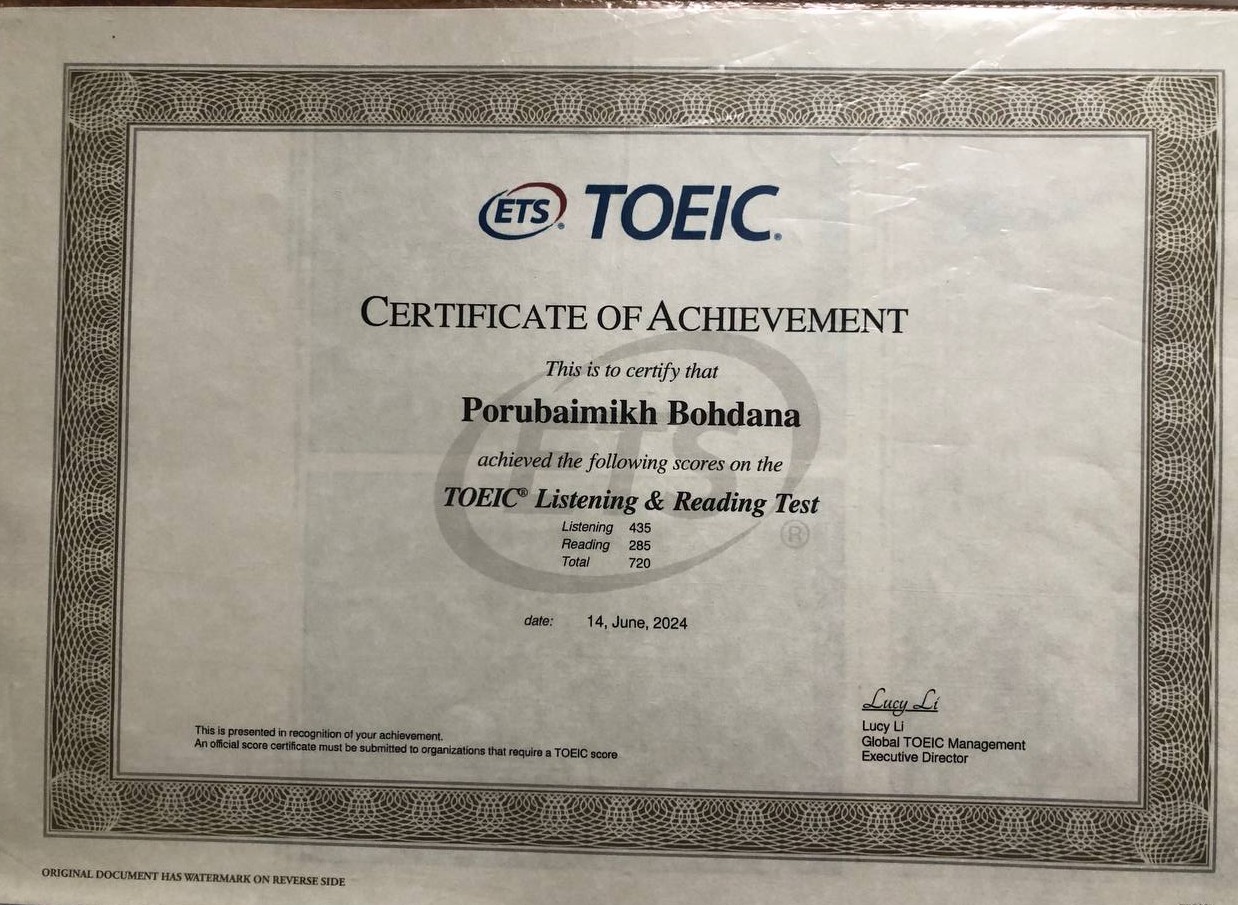 ETS® TOEIC®
CERTIFICATE OF ACHIEVEMENT
This is to certify that
Porubaimikh Bohdana
achieved the following scores on the
TOEIC® Listening & Reading Test
Listening 435
Reading 285
Total 720
ETS®
date: 14, June, 2024
Lucy Li
Lucy Li
Global TOEIC Management
Executive Director
This is presented in recognition of your achievement.
An official score certificate must be submitted to organizations that require a TOEIC score
ORIGINAL DOCUMENT HAS WATERMARK ON REVERSE SIDE